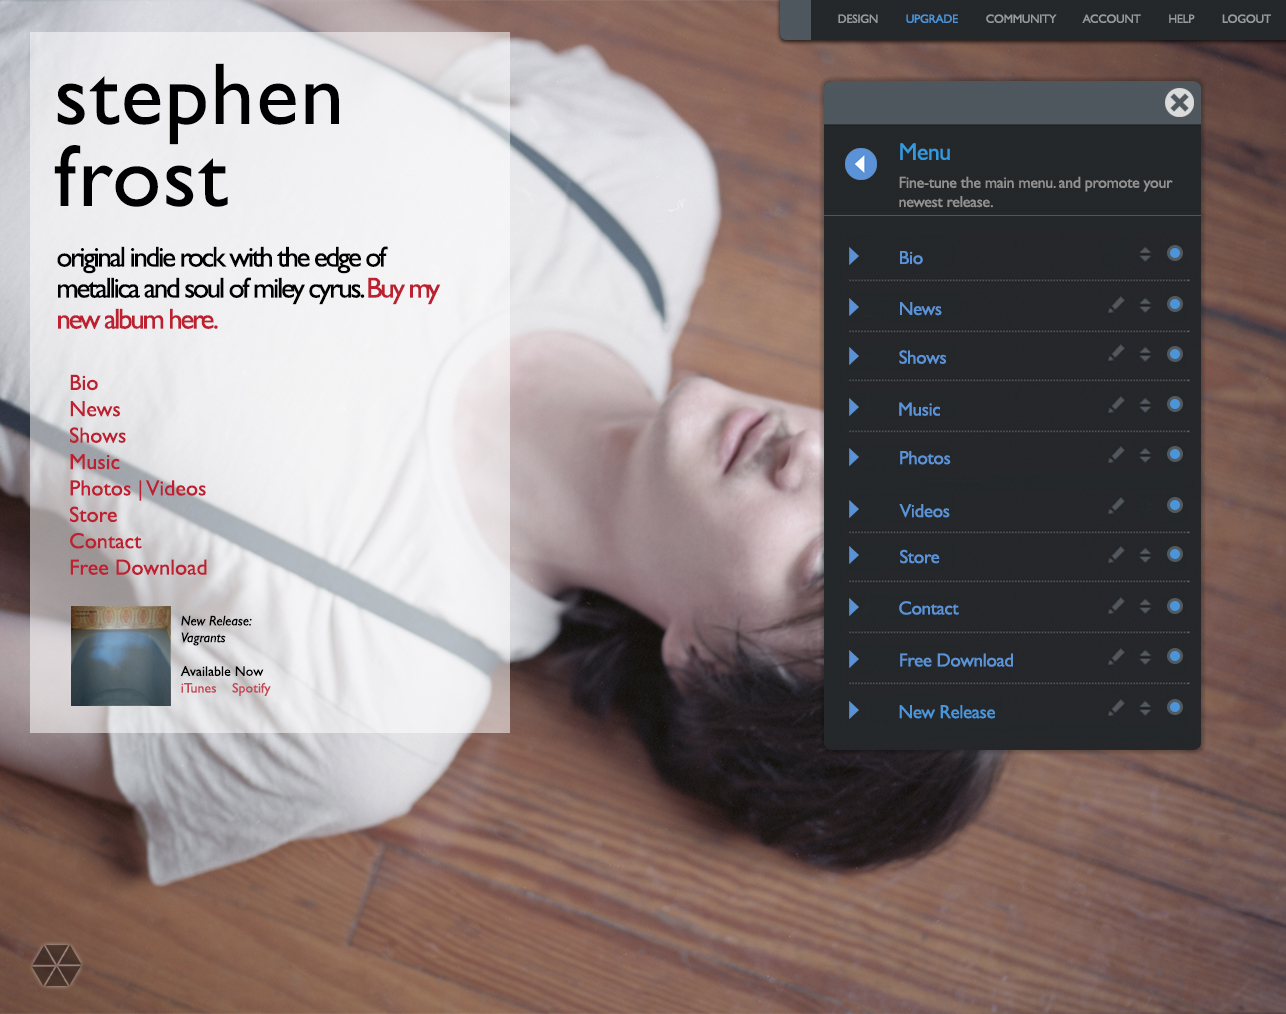 DESIGN UPGRADE COMMUNITY ACCOUNT HELP LOGOUT
stephen
frost
original indie rock with the edge of
metallica and soul of miley cyrus. Buy my
new album here.
Bio
News
Shows
Music
Photos | Videos
Store
Contact
Free Download
New Release:
Vagrants
Available Now
iTunes Spotify
Menu
Fine-tune the main menu. and promote your
newest release.
Bio
News
Shows
Music
Photos
Videos
Store
Contact
Free Download
New Release